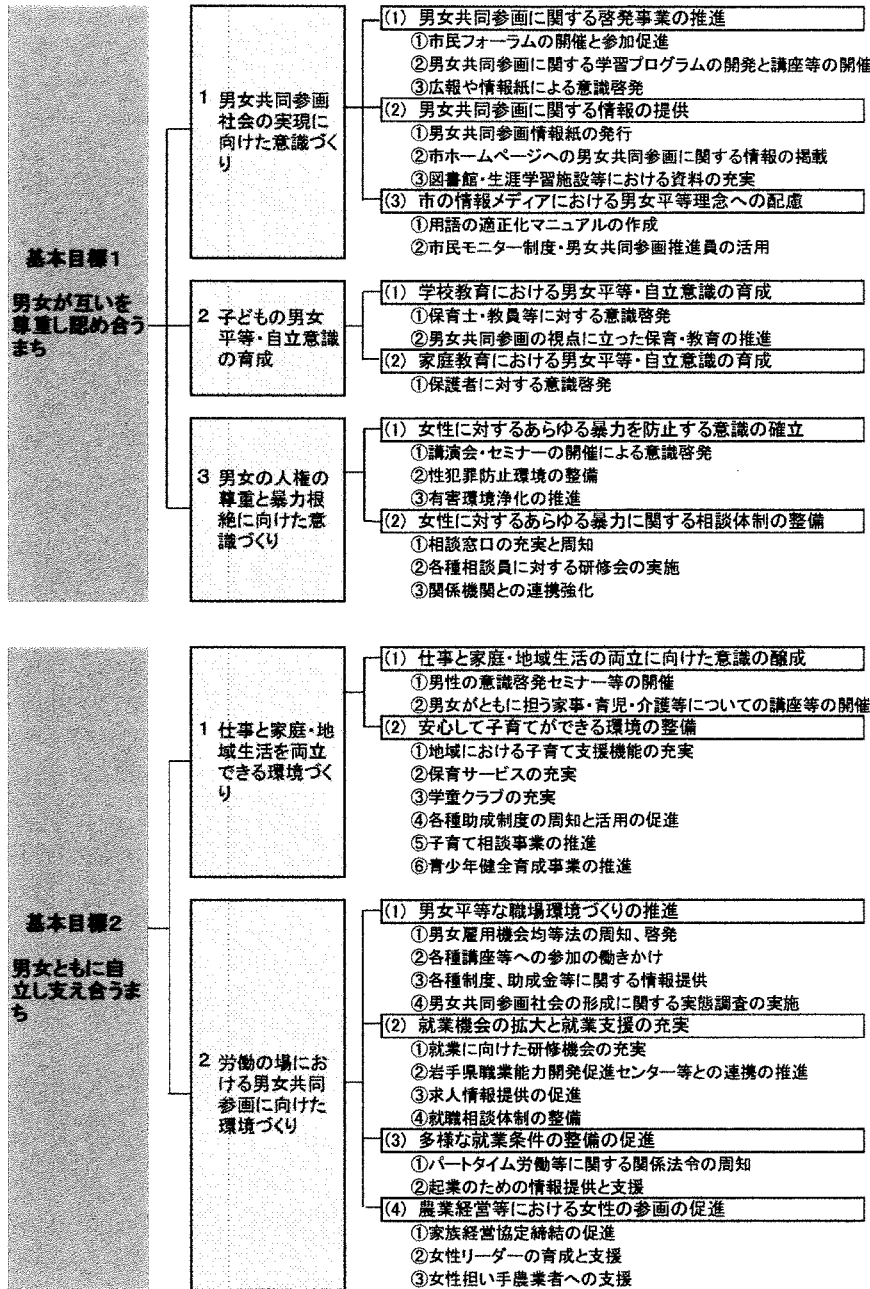 基本目標1
男女が互いを
尊重し認め合う
まち
1 男女共同参画
社会の実現に
向けた意識づく
り
(1) 男女共同参画に関する啓発事業の推進
①市民フォーラムの開催と参加促進
②男女共同参画に関する学習プログラムの開発と講座等の開催
③広報や情報紙による意識啓発
(2) 男女共同参画に関する情報の提供
①男女共同参画情報紙の発行
②市ホームページへの男女共同参画に関する情報の掲載
③図書館・生涯学習施設等における資料の充実
(3) 市の情報メディアにおける男女平等理念への配慮
①用語の適正化マニュアルの作成
②市民モニター制度・男女共同参画推進員の活用
2 子どもの男女
平等・自立意識
の育成
(1) 学校教育における男女平等・自立意識の育成
①保育士・教員等に対する意識啓発
②男女共同参画の視点に立った保育・教育の推進
(2) 家庭教育における男女平等・自立意識の育成
①保護者に対する意識啓発
3 男女の人権の
尊重と暴力根
絶に向けた意
識づくり
(1) 女性に対するあらゆる暴力を防止する意識の確立
①講演会・セミナーの開催による意識啓発
②性犯罪防止環境の整備
③有害環境浄化の推進
(2) 女性に対するあらゆる暴力に関する相談体制の整備
①相談窓口の充実と周知
②各種相談員に対する研修会の実施
③関係機関との連携強化
基本目標2
男女ともに自
立し支え合うま
ち
1 仕事と家庭・地
域生活を両立
できる環境づく
り
(1) 仕事と家庭・地域生活の両立に向けた意識の醸成
①男性の意識啓発セミナー等の開催
②男女がともに担う家事・育児・介護等についての講座等の開催
(2) 安心して子育てができる環境の整備
①地域における子育て支援機能の充実
②保育サービスの充実
③学童クラブの充実
④各種助成制度の周知と活用の促進
⑤子育て相談事業の推進
⑥青少年健全育成事業の推進
2 労働の場にお
ける男女共同
参画に向けた
環境づくり
(1) 男女平等な職場環境づくりの推進
①男女雇用機会均等法の周知、啓発
②各種講座等への参加の働きかけ
③各種制度、助成金等に関する情報提供
④男女共同参画社会の形成に関する実態調査の実施
(2) 就業機会の拡大と就業支援の充実
①就業に向けた研修機会の充実
②岩手県職業能力開発促進センター等との連携の推進
③求人情報提供の促進
④就職相談体制の整備
(3) 多様な就業条件の整備の促進
①パートタイム労働等に関する関係法令の周知
②起業のための情報提供と支援
(4) 農業経営等における女性の参画の促進
①家族経営協定締結の促進
②女性リーダーの育成と支援
③女性担い手農業者への支援